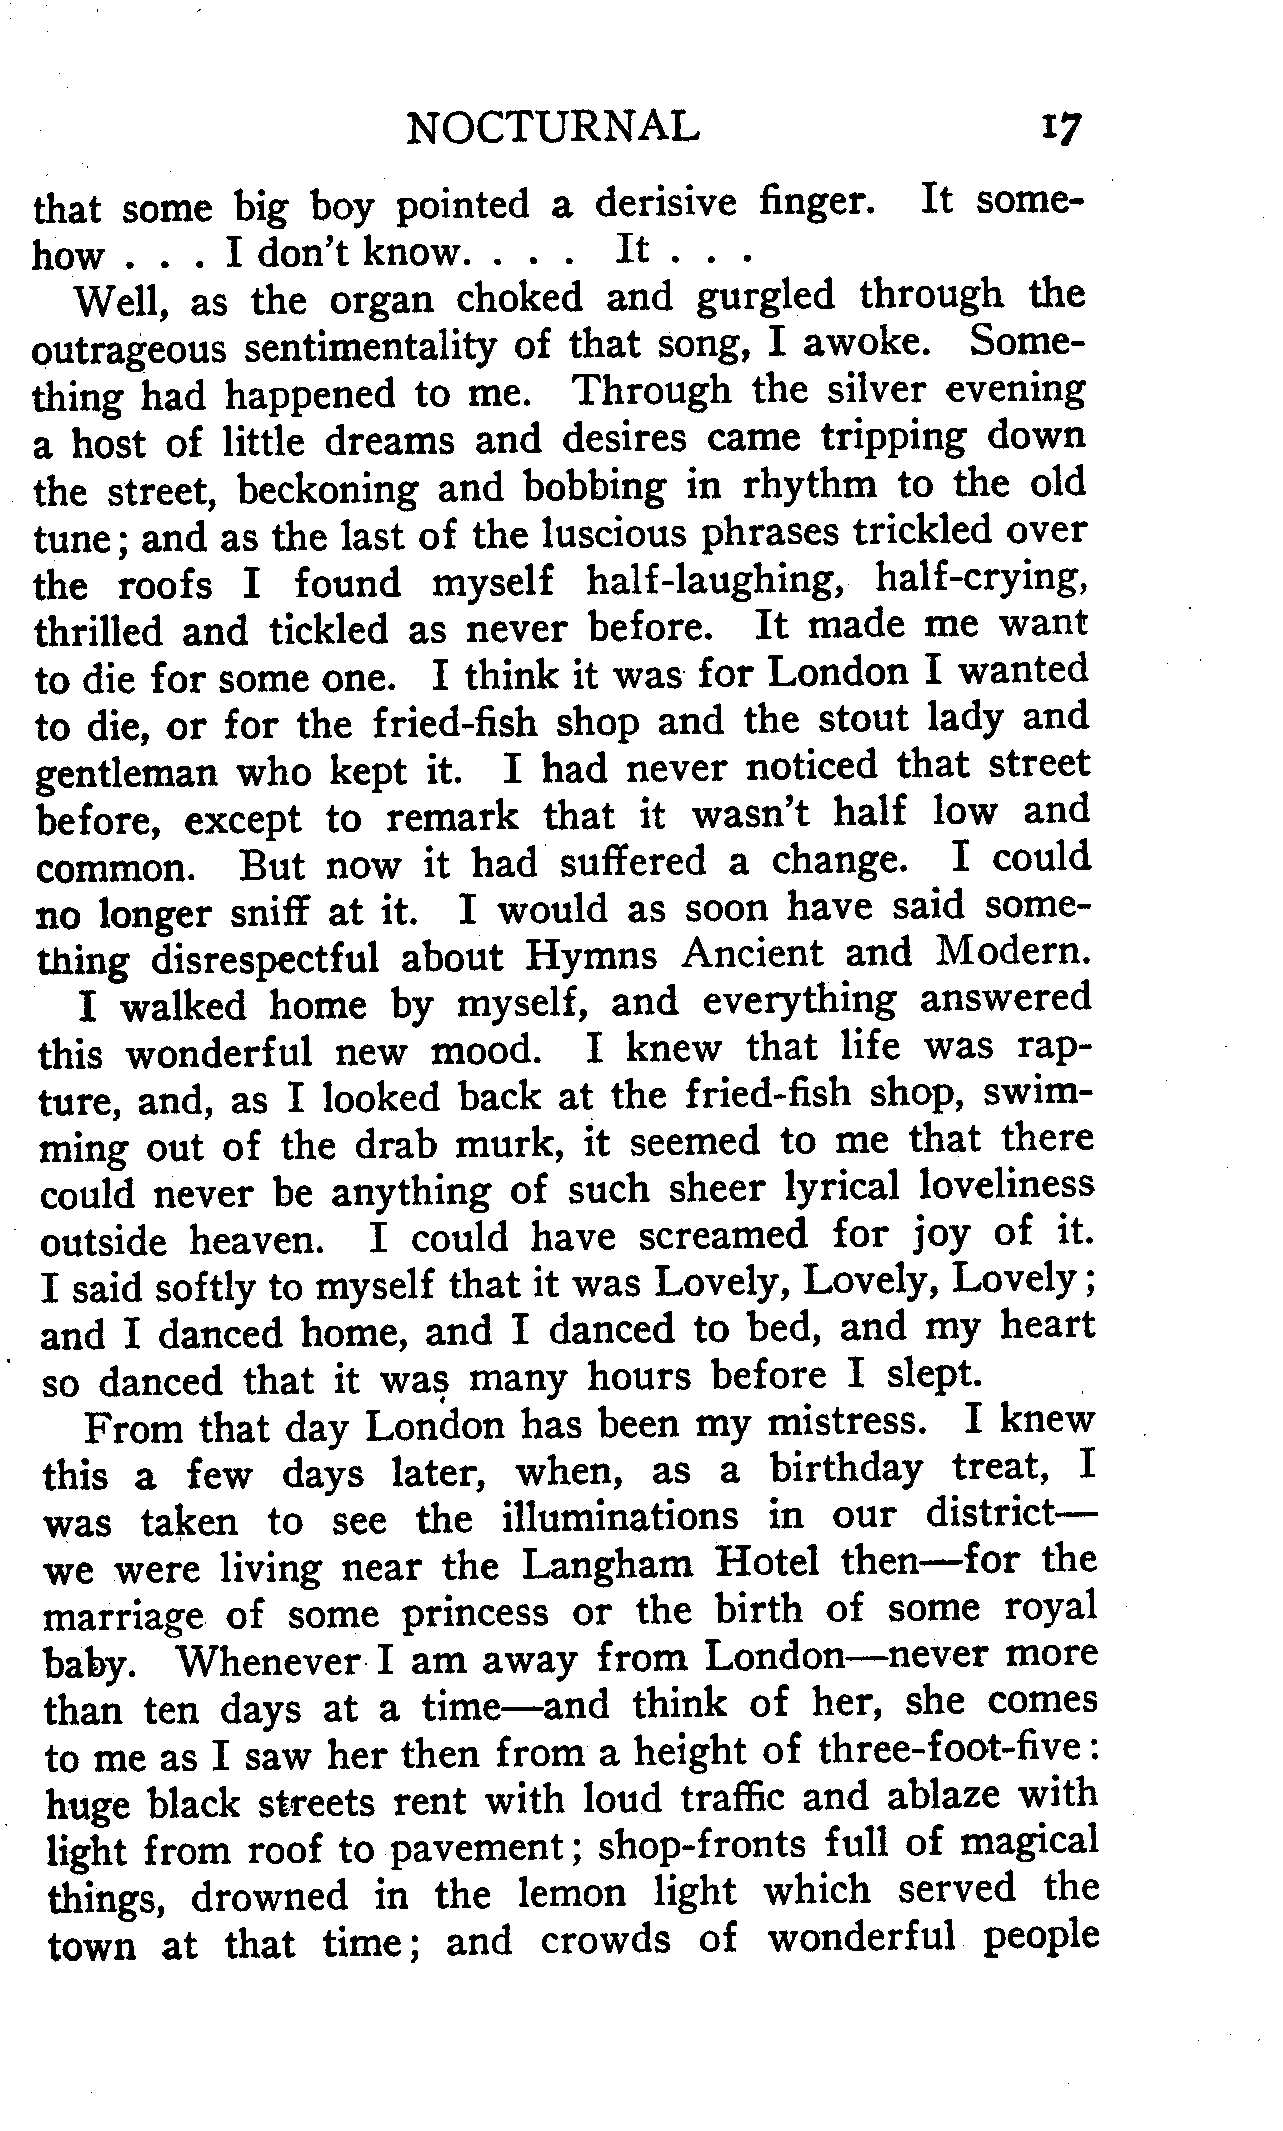 NOCTURNAL 17
that some big boy pointed a derisive finger. It some-
how . . . I don't know. . . . It . . .
Well, as the organ choked and gurgled through the
outrageous sentimentality of that song, I awoke. Some-
thing had happened to me. Through the silver evening
a host of little dreams and desires came tripping down
the street, beckoning and bobbing in rhythm to the old
tune; and as the last of the luscious phrases trickled over
the roofs I found myself half-laughing, half-crying,
thrilled and tickled as never before. It made me want
to die for some one. I think it was for London I wanted
to die, or for the fried-fish shop and the stout lady and
gentleman who kept it. I had never noticed that street
before, except to remark that it wasn't half low and
common. But now it had suffered a change. I could
no longer sniff at it. I would as soon have said some-
thing disrespectful about Hymns Ancient and Modern.
I walked home by myself, and everything answered
this wonderful new mood. I knew that life was rap-
ture, and, as I looked back at the fried-fish shop, swim-
ming out of the drab murk, it seemed to me that there
could never be anything of such sheer lyrical loveliness
outside heaven. I could have screamed for joy of it.
I said softly to myself that it was Lovely, Lovely, Lovely;
and I danced home, and I danced to bed, and my heart
so danced that it was many hours before I slept.
From that day London has been my mistress. I knew
this a few days later, when, as a birthday treat, I
was taken to see the illuminations in our district—
we were living near the Langham Hotel then—for the
marriage of some princess or the birth of some royal
baby. Whenever I am away from London—never more
than ten days at a time—and think of her, she comes
to me as I saw her then from a height of three-foot-five:
huge black streets rent with loud traffic and ablaze with
light from roof to pavement; shop-fronts full of magical
things, drowned in the lemon light which served the
town at that time; and crowds of wonderful people